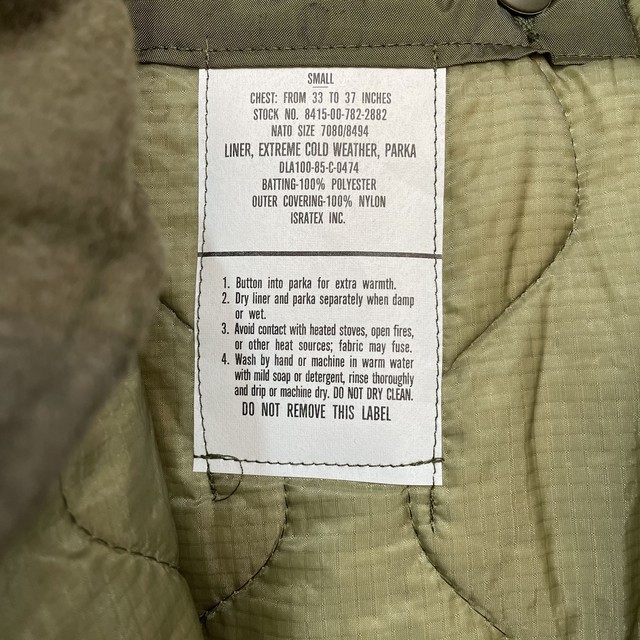 SMALL
CHEST: FROM 33 TO 37 INCHES
STOCK NO. 8415-00-782-2882
NATO SIZE 7080/8494
LINER, EXTREME COLD WEATHER, PARKA
DLA100-85-C-0474
BATTING-100% POLYESTER
OUTER COVERING-100% NYLON
ISRATEX INC.
1. Button into parka for extra warmth.
2. Dry liner and parka separately when damp
or wet.
3. Avoid contact with heated stoves, open fires,
or other heat sources; fabric may fuse.
4. Wash by hand or machine in warm water
with mild soap or detergent, rinse thoroughly
and drip or machine dry. DO NOT DRY CLEAN.
DO NOT REMOVE THIS LABEL